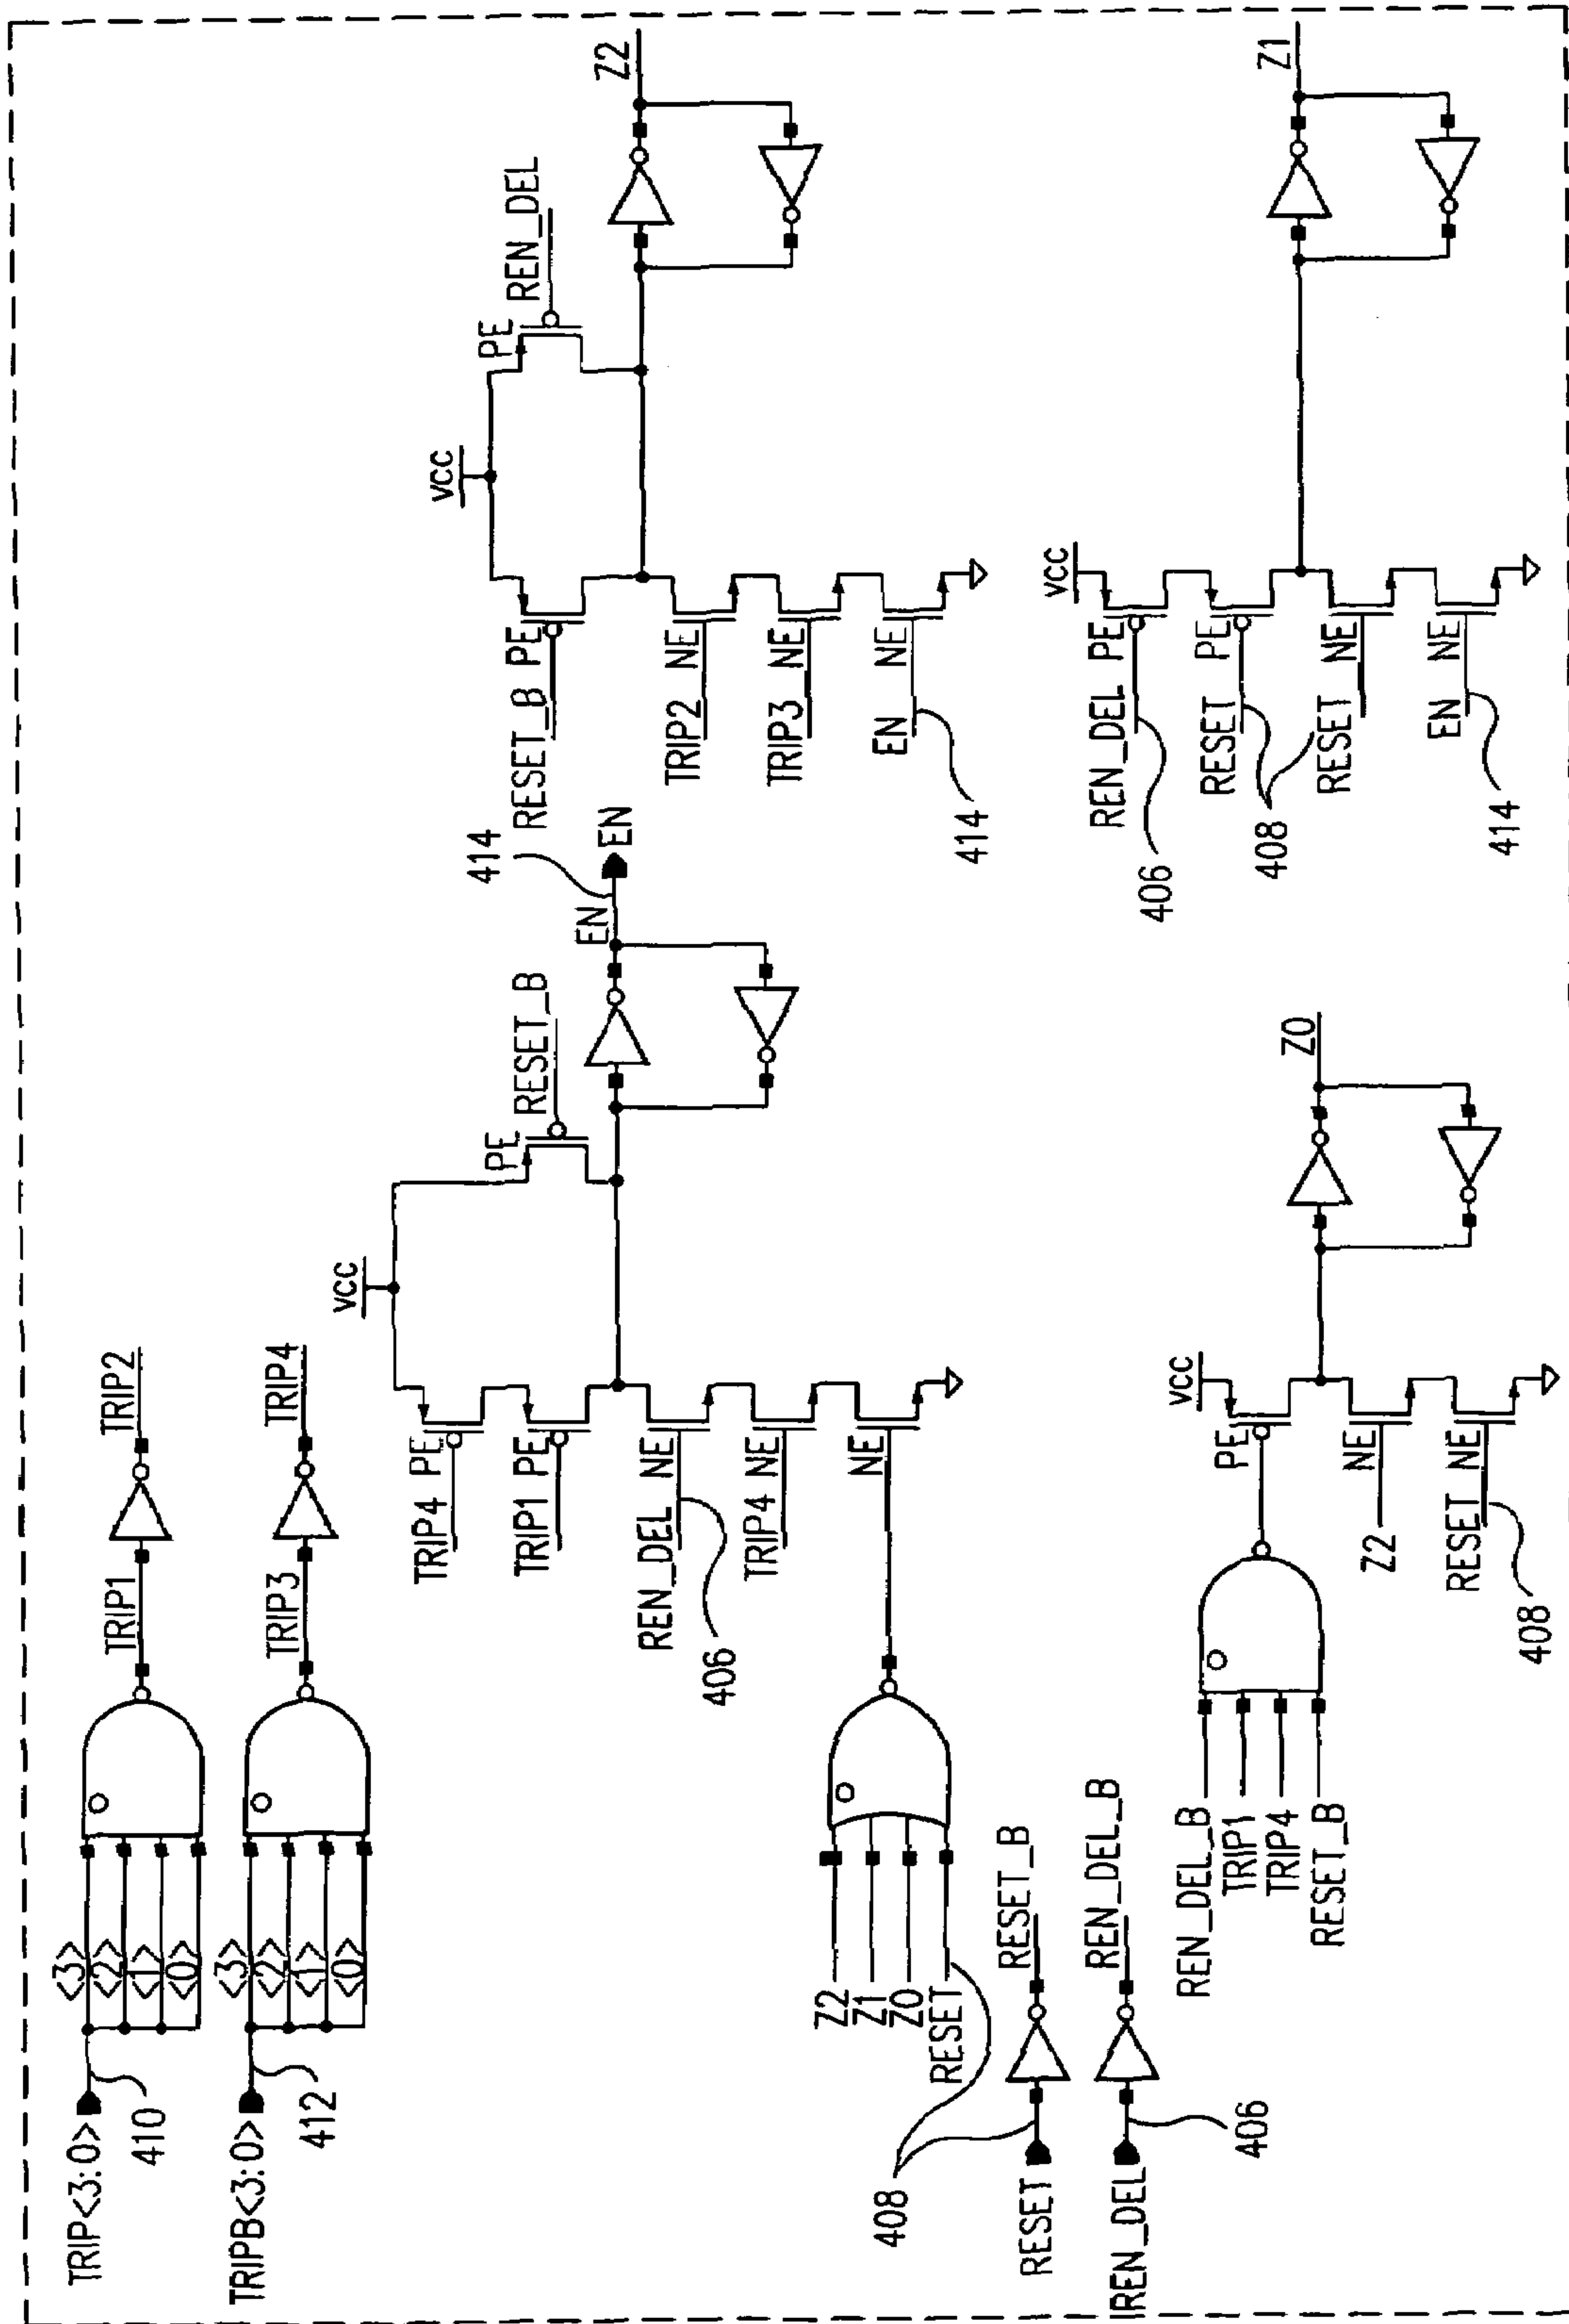 TRIP<3:0>
410
<3>
<2>
<1>
<0>
TRIP1
TRIP2
TRIPB<3:0>
412
<3>
<2>
<1>
<0>
TRIP3
TRIP4
VCC
TRIP4 PE
TRIP1 PE
REN_DEL NE
406
TRIP4 NE
NE
PE
RESET_B
EN
414
EN
Z2
Z1
Z0
RESET
408
RESET
RESET_B
IREN_DEL
406
REN_DEL_B
VCC
RESET_B PE
PE
REN_DEL
TRIP2 NE
TRIP3 NE
EN NE
414
Z2
REN_DEL_B
TRIP1
TRIP4
RESET_B
VCC
PE
NE
Z2
RESET NE
408
Z0
VCC
REN_DEL PE
406
RESET PE
408
RESET NE
EN NE
414
Z1